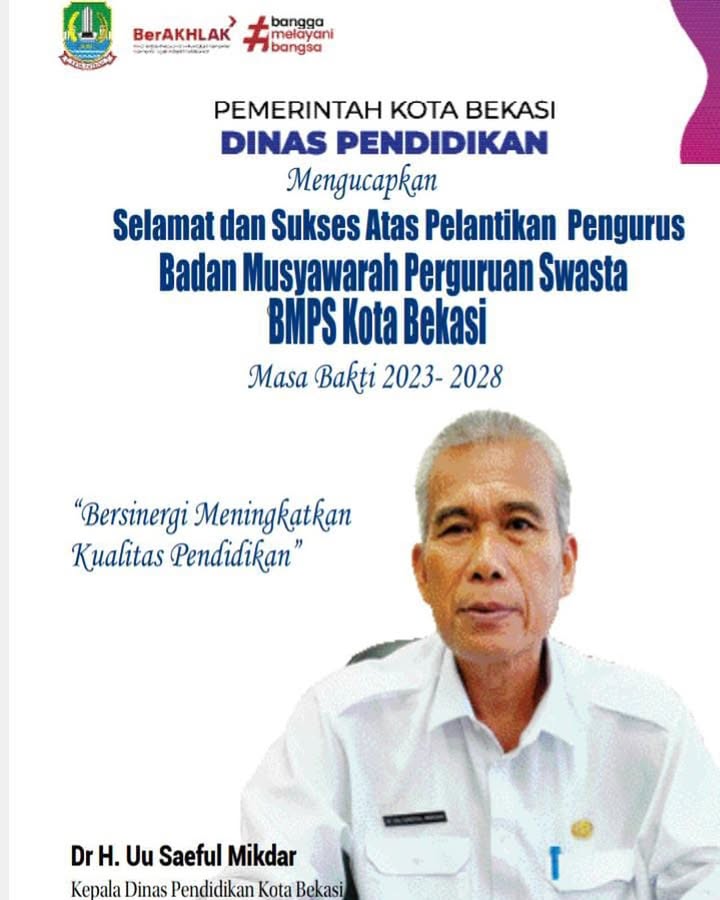 BerAKHLAK
bangga
melayani
bangsa
PEMERINTAH KOTA BEKASI
DINAS PENDIDIKAN
Mengucapkan
Selamat dan Sukses Atas Pelantikan Pengurus
Badan Musyawarah Perguruan Swasta
BMPS Kota Bekasi
Masa Bakti 2023- 2028
“Bersinergi Meningkatkan
Kualitas Pendidikan”
Dr H. Uu Saeful Mikdar
Kepala Dinas Pendidikan Kota Bekasi